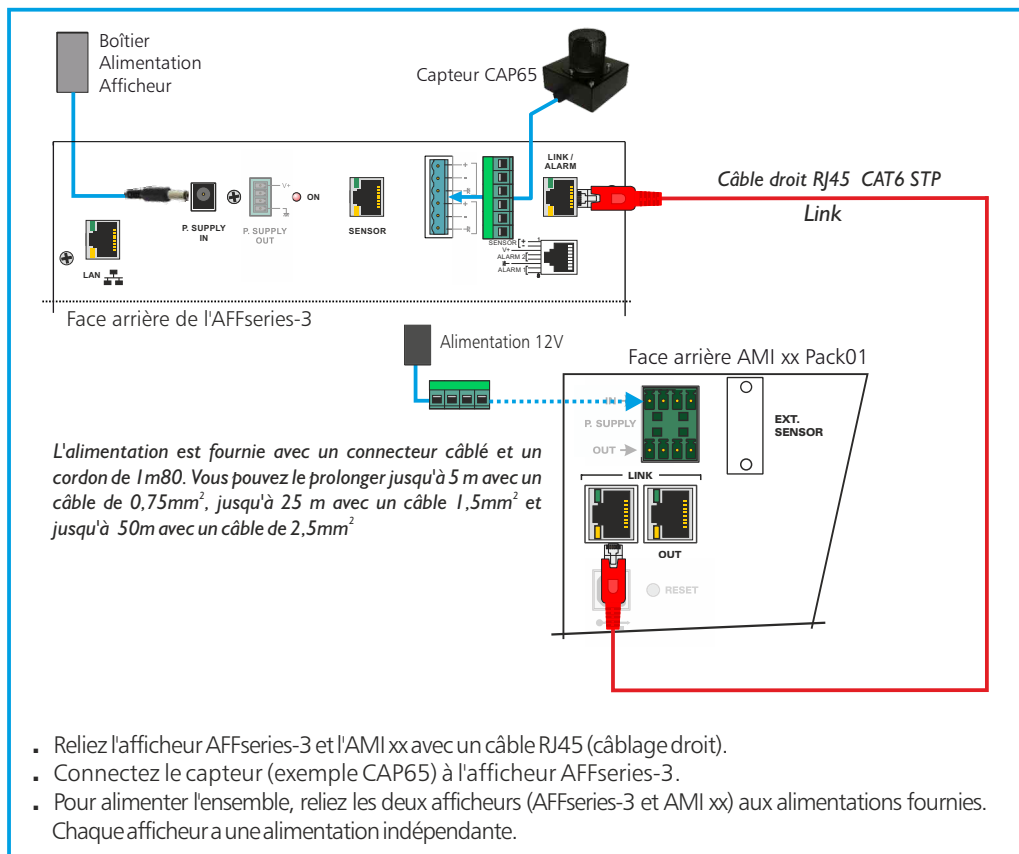 Boîtier
Alimentation
Afficheur
Capteur CAP65
LINK /
ALARM
Câble droit RJ45 CAT6 STP
Link
V+
ON
P. SUPPLY
IN
P. SUPPLY
OUT
SENSOR
+
-
+
-
LAN
SENSOR + -
V+
ALARM 2
ALARM 1
1
8
Face arrière de l'AFFseries-3
Alimentation 12V
Face arrière AMI xx Pack01
IN
P. SUPPLY
OUT
EXT.
SENSOR
LINK
OUT
RESET
L'alimentation est fournie avec un connecteur câblé et un
cordon de 1m80. Vous pouvez le prolonger jusqu'à 5 m avec un
câble de 0,75mm², jusqu'à 25 m avec un câble 1,5mm² et
jusqu'à 50m avec un câble de 2,5mm²
. Reliez l'afficheur AFFseries-3 et l'AMI xx avec un câble RJ45 (câblage droit).
. Connectez le capteur (exemple CAP65) à l'afficheur AFFseries-3.
. Pour alimenter l'ensemble, reliez les deux afficheurs (AFFseries-3 et AMI xx) aux alimentations fournies.
Chaque afficheur a une alimentation indépendante.